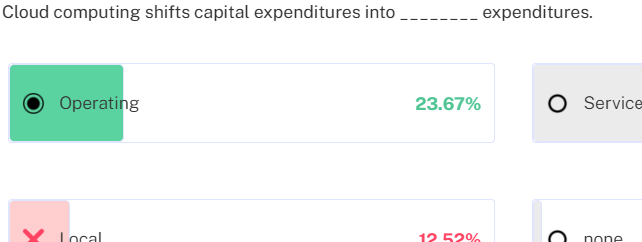 Cloud computing shifts capital expenditures into ________ expenditures.
Operating 23.67%
Service
Local 12.52%
none